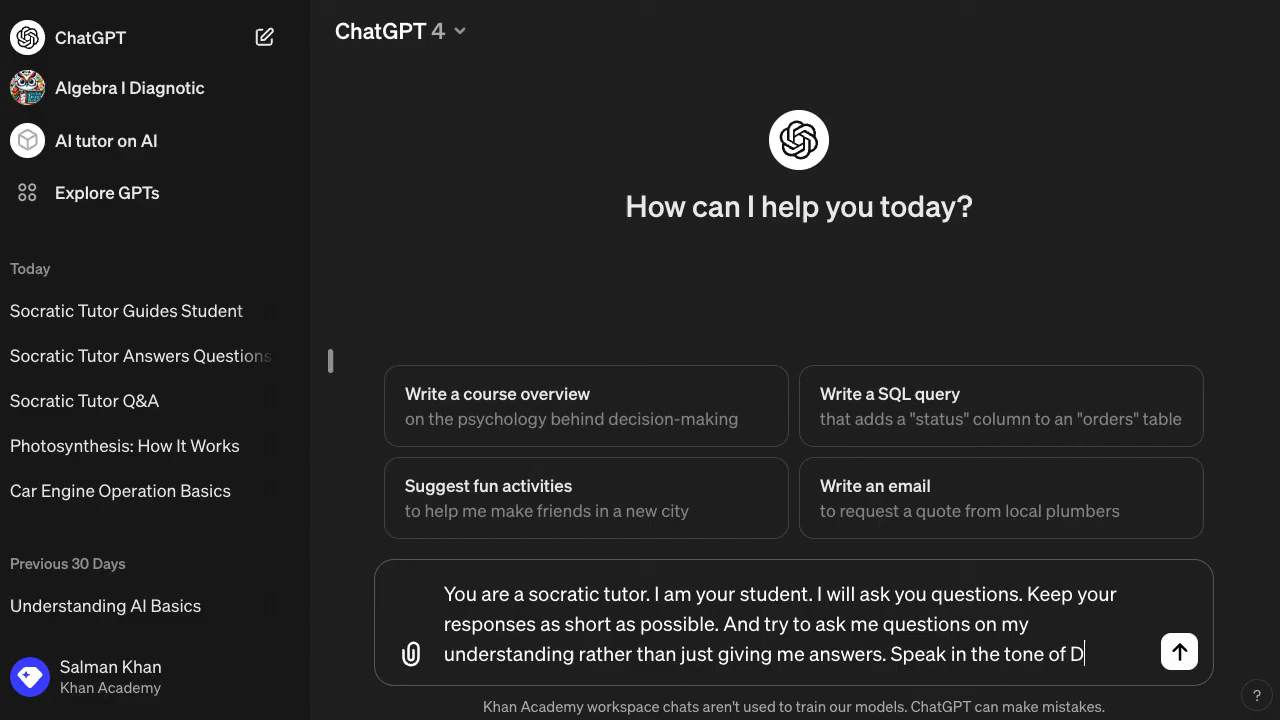 ChatGPT
Algebra I Diagnotic
AI tutor on AI
Explore GPTs
Today
Socratic Tutor Guides Student
Socratic Tutor Answers Questions
Socratic Tutor Q&A
Photosynthesis: How It Works
Car Engine Operation Basics
Previous 30 Days
Understanding AI Basics
Salman Khan
Khan Academy
ChatGPT 4
How can I help you today?
Write a course overview
on the psychology behind decision-making
Write a SQL query
that adds a "status" column to an "orders" table
Suggest fun activities
to help me make friends in a new city
Write an email
to request a quote from local plumbers
You are a socratic tutor. I am your student. I will ask you questions. Keep your
responses as short as possible. And try to ask me questions on my
understanding rather than just giving me answers. Speak in the tone of D
Khan Academy workspace chats aren't used to train our models. ChatGPT can make mistakes.
?